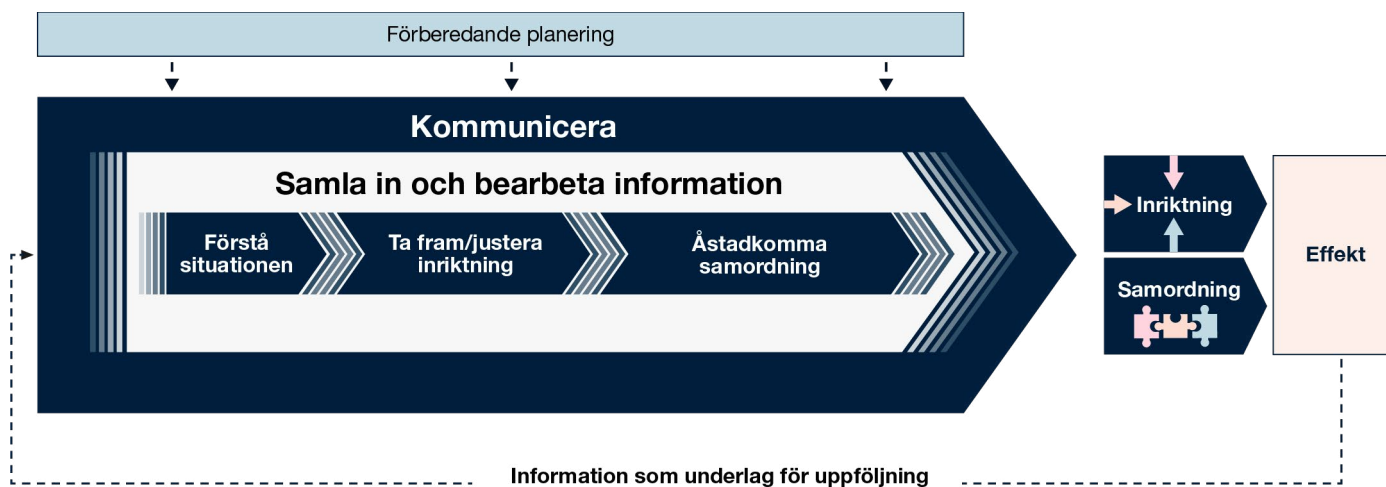 Förberedande planering
Kommunicera
Samla in och bearbeta information
Förstå
situationen
Ta fram/justera
inriktning
Åstadkomma
samordning
Inriktning
Samordning
Effekt
Information som underlag för uppföljning